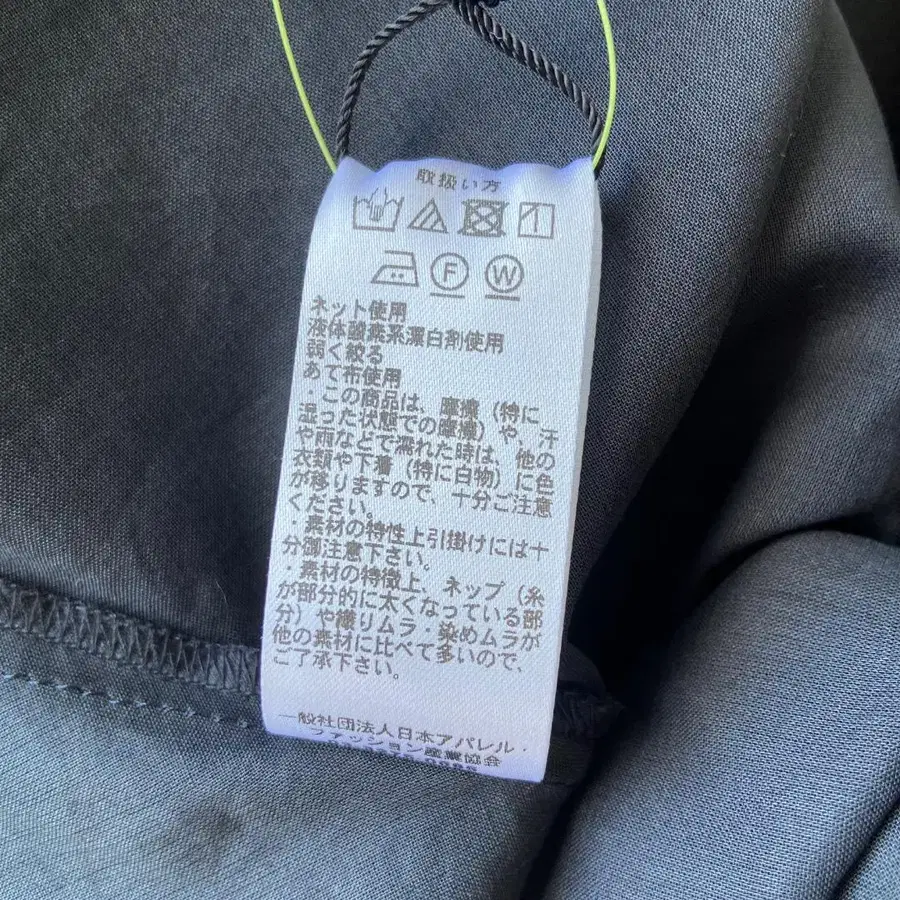 取扱い方
F W
ネット使用
液体酸素系漂白剤使用
弱く絞る
あて布使用
・この商品は、摩擦（特に
湿った状態での摩擦）や、汗
や雨などで濡れた時は、他の
衣類や下着（特に白物）に色
が移りますので、十分ご注意
ください。
・素材の特性上引掛けには十
分御注意下さい。
・素材の特徴上、ネップ（糸
が部分的に太くなっている部
分）や織りムラ・染めムラが
他の素材に比べて多いので、
ご了承下さい。
一般社団法人日本アパレル・
ファッション産業協会